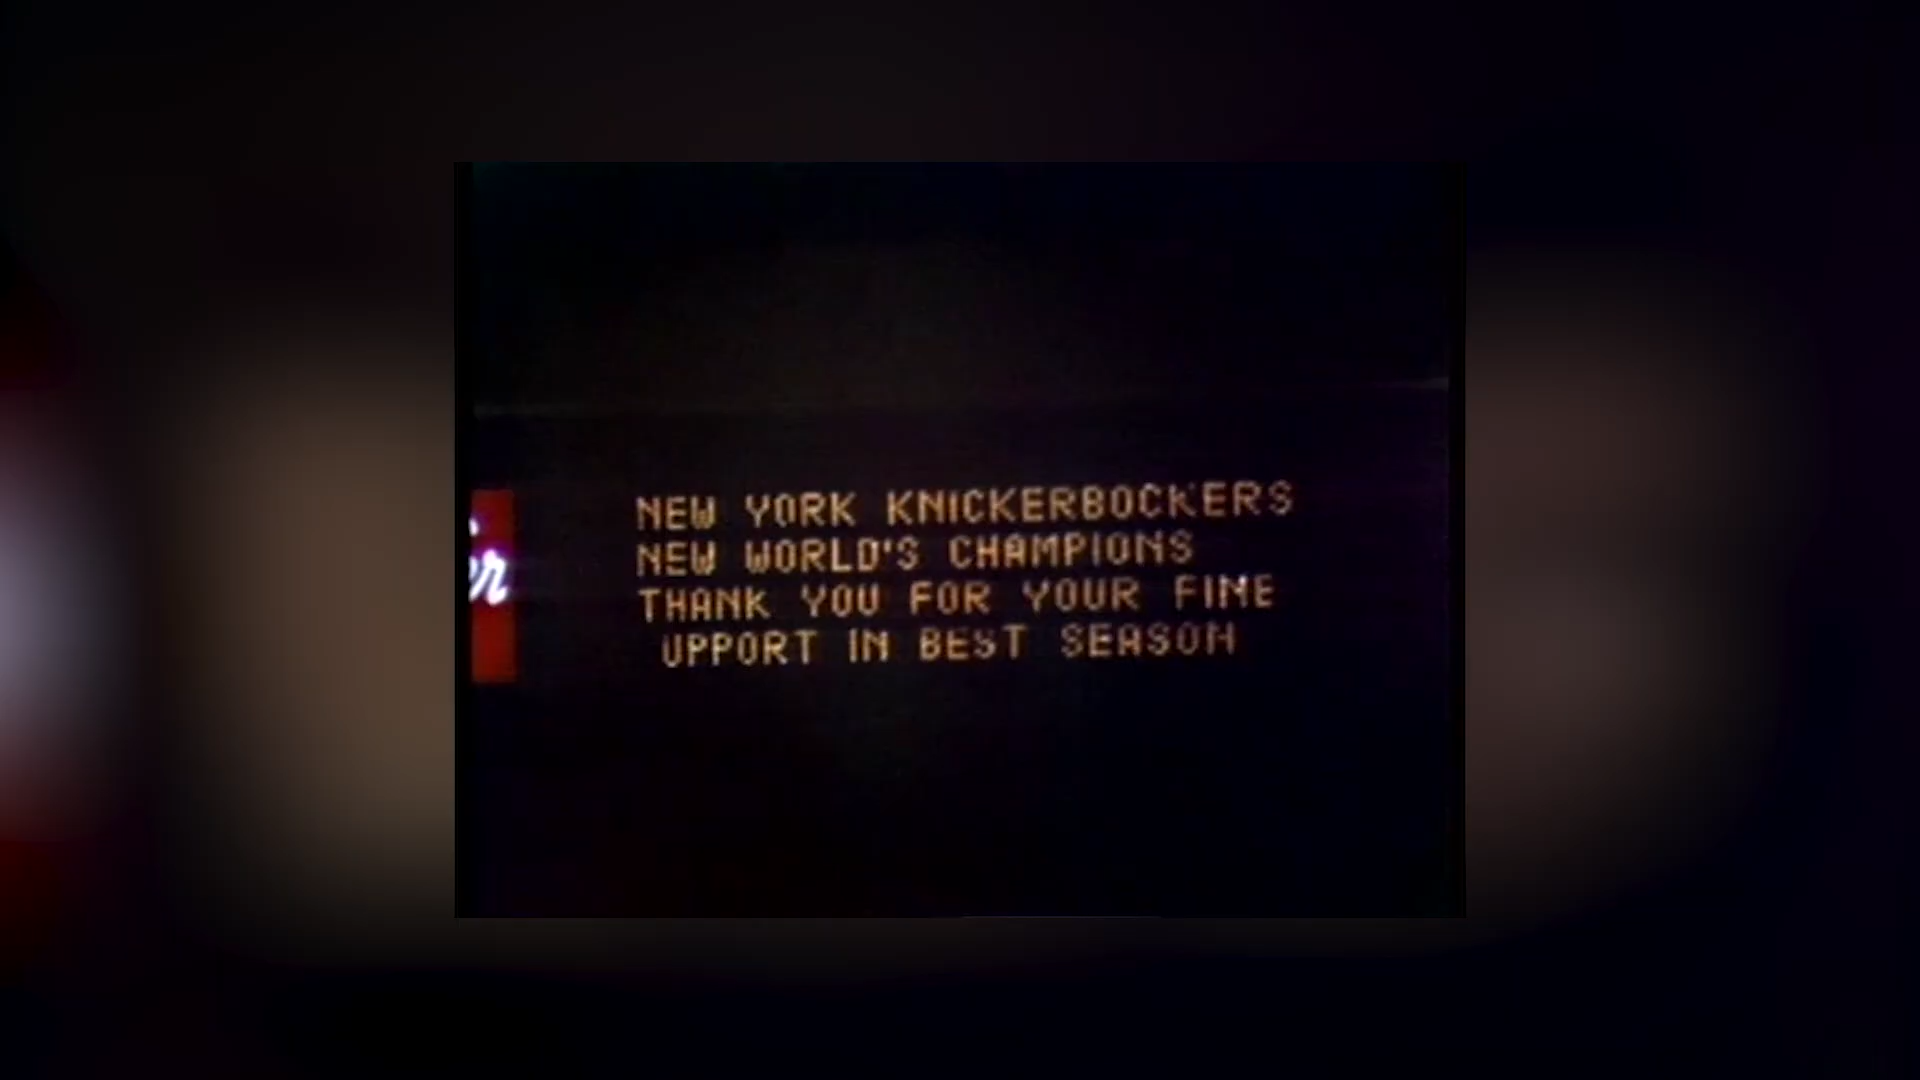 NEW YORK KNICKERBOCKERS
NEW WORLD'S CHAMPIONS
THANK YOU FOR YOUR FINE
UPPORT IN BEST SEASON